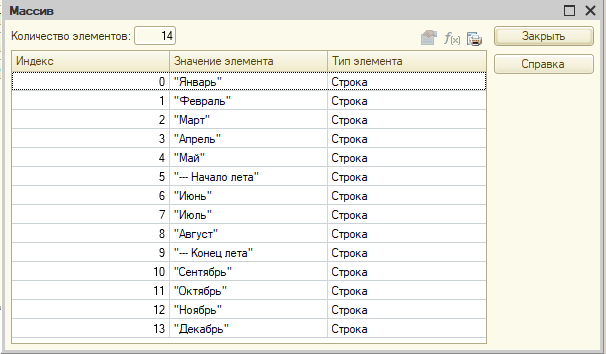 Массив
Количество элементов: 14
f(x)
Закрыть
Справка
Индекс Значение элемента Тип элемента
0 "Январь" Строка
1 "Февраль" Строка
2 "Март" Строка
3 "Апрель" Строка
4 "Май" Строка
5 "--- Начало лета" Строка
6 "Июнь" Строка
7 "Июль" Строка
8 "Август" Строка
9 "--- Конец лета" Строка
10 "Сентябрь" Строка
11 "Октябрь" Строка
12 "Ноябрь" Строка
13 "Декабрь" Строка